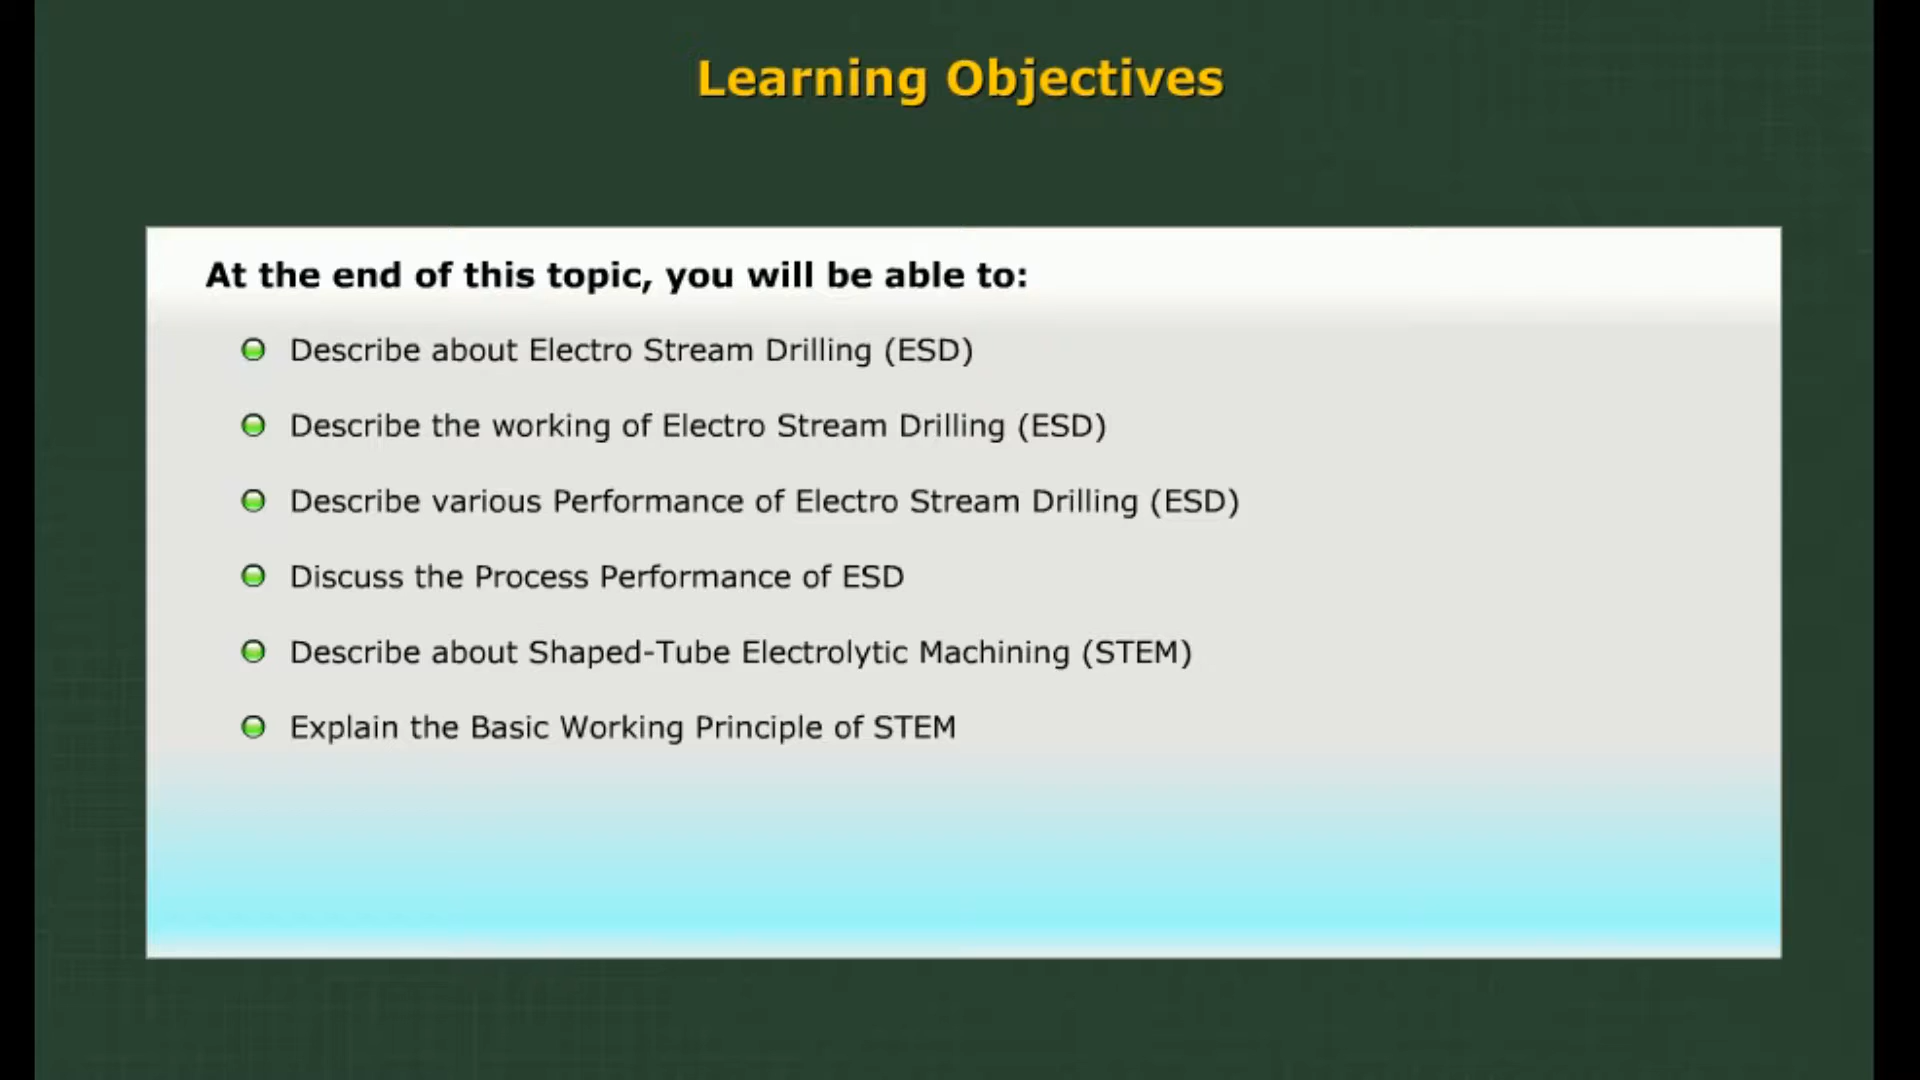 Learning Objectives
At the end of this topic, you will be able to:
Describe about Electro Stream Drilling (ESD)
Describe the working of Electro Stream Drilling (ESD)
Describe various Performance of Electro Stream Drilling (ESD)
Discuss the Process Performance of ESD
Describe about Shaped-Tube Electrolytic Machining (STEM)
Explain the Basic Working Principle of STEM